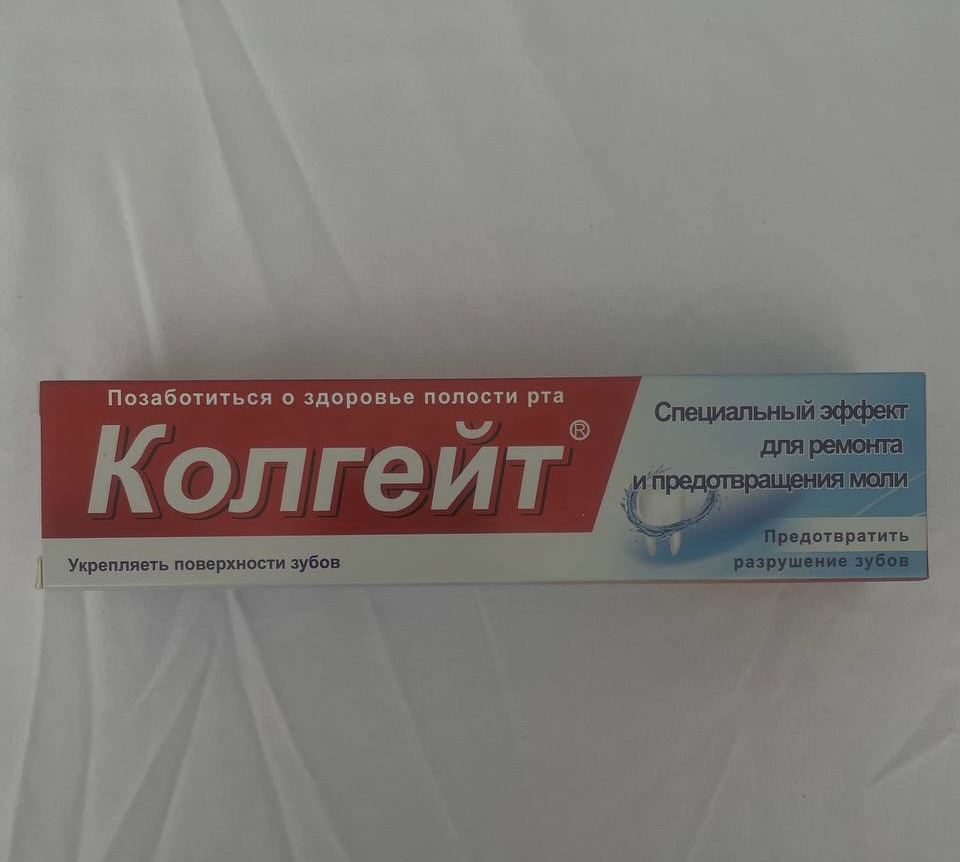 Позаботиться о здоровье полости рта
Колгейт®
Укрепляеть поверхности зубов
Специальный эффект
для ремонта
и предотвращения моли
Предотвратить
разрушение зубов